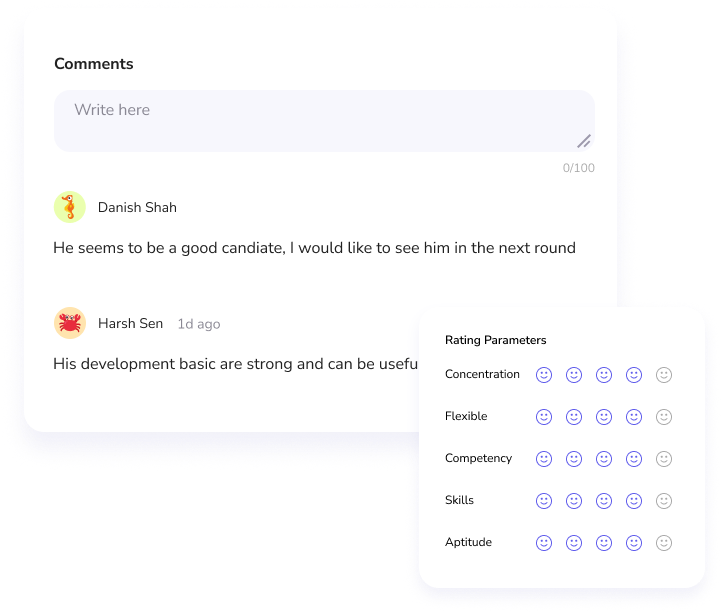 Comments
Write here
0/100
Danish Shah
He seems to be a good candiate, I would like to see him in the next round
Harsh Sen 1d ago
His development basic are strong and can be
Rating Parameters
Concentration
Flexible
Competency
Skills
Aptitude